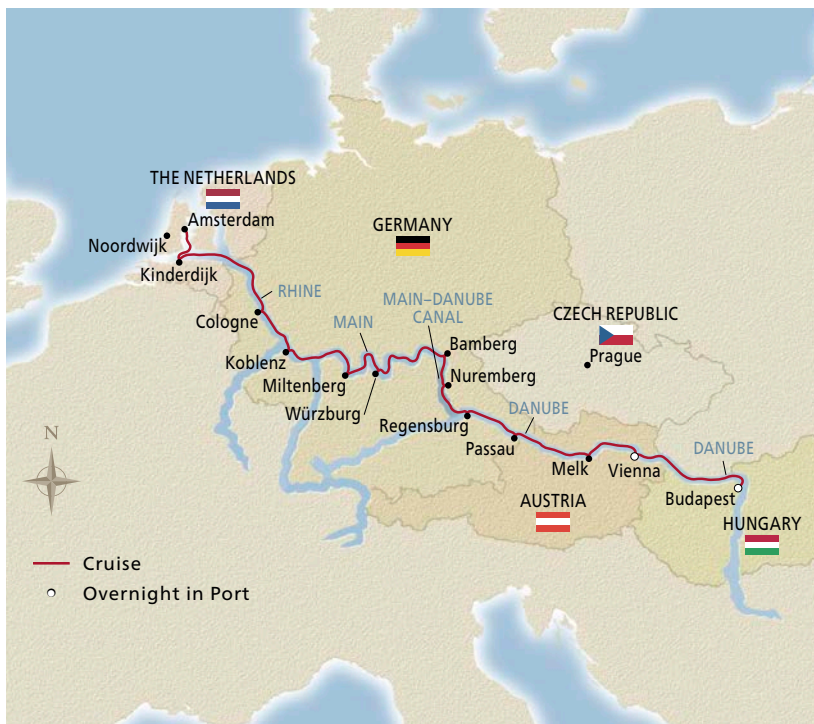 THE NETHERLANDS
Amsterdam
Noordwijk
Kinderdijk
GERMANY
RHINE
Cologne
MAIN
MAIN–DANUBE
CANAL
CZECH REPUBLIC
Prague
Koblenz
Bamberg
Miltenberg
Nuremberg
Würzburg
Regensburg
DANUBE
Passau
N
Melk
Vienna
DANUBE
Budapest
AUSTRIA
HUNGARY
Cruise
Overnight in Port